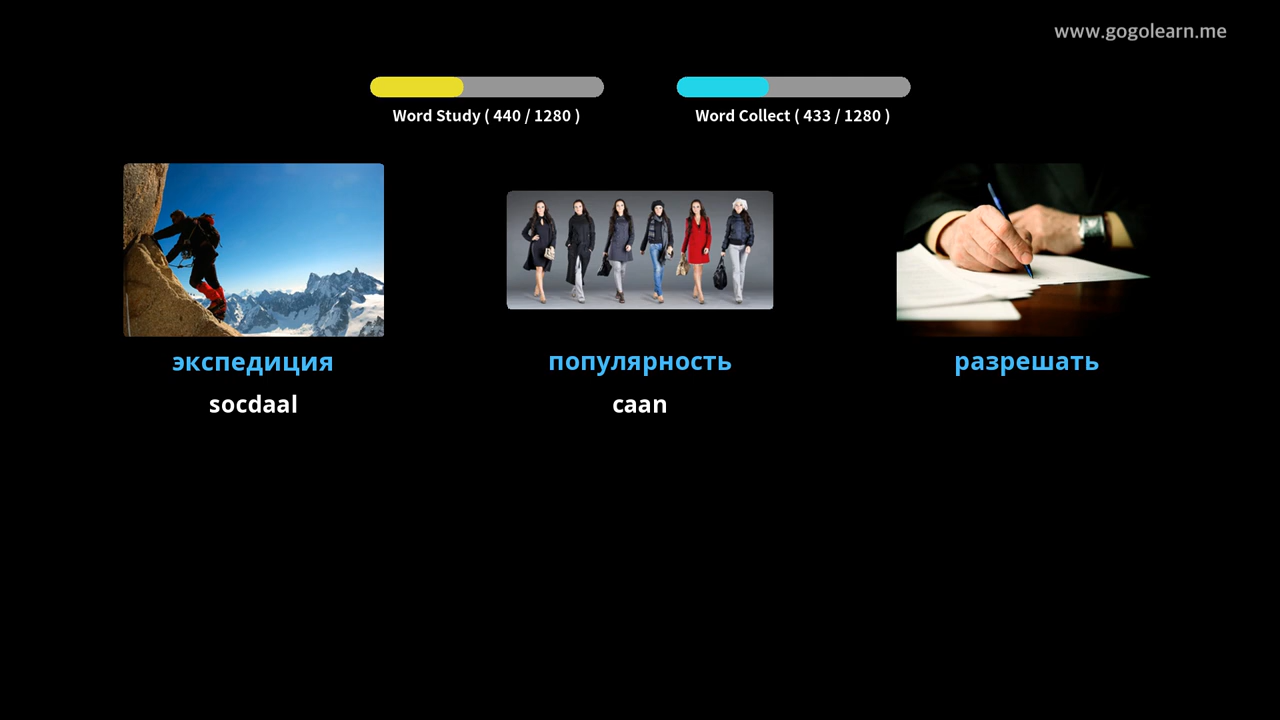 www.gogolearn.me
Word Study ( 440 / 1280 )
Word Collect ( 433 / 1280 )
экспедиция
популярность
разрешать
socdaal
caan